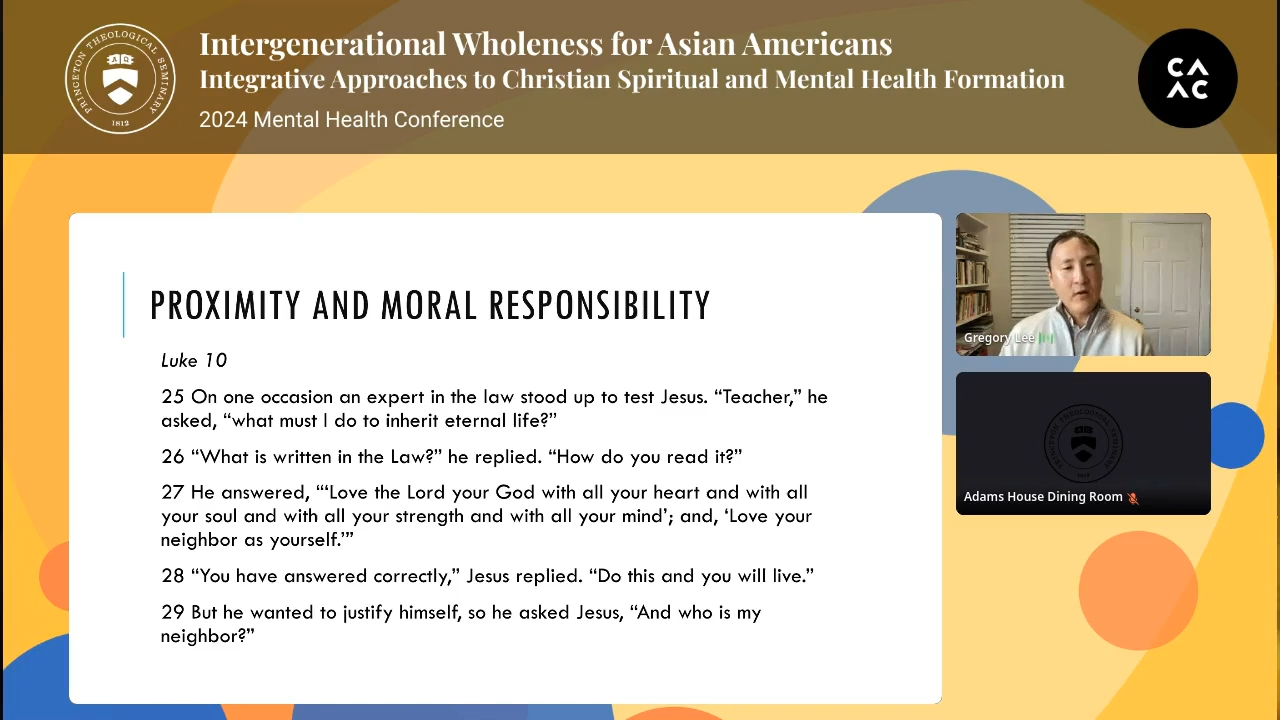 Intergenerational Wholeness for Asian Americans
Integrative Approaches to Christian Spiritual and Mental Health Formation
2024 Mental Health Conference
PRINCETON THEOLOGICAL SEMINARY
1812
CA
AC
PROXIMITY AND MORAL RESPONSIBILITY
Luke 10
25 On one occasion an expert in the law stood up to test Jesus. “Teacher,” he
asked, “what must I do to inherit eternal life?”
26 “What is written in the Law?” he replied. “How do you read it?”
27 He answered, “‘Love the Lord your God with all your heart and with all
your soul and with all your strength and with all your mind’; and, ‘Love your
neighbor as yourself.’”
28 “You have answered correctly,” Jesus replied. “Do this and you will live.”
29 But he wanted to justify himself, so he asked Jesus, “And who is my
neighbor?”
Gregory Lee
PRINCETON THEOLOGICAL SEMINARY
Adams House Dining Room